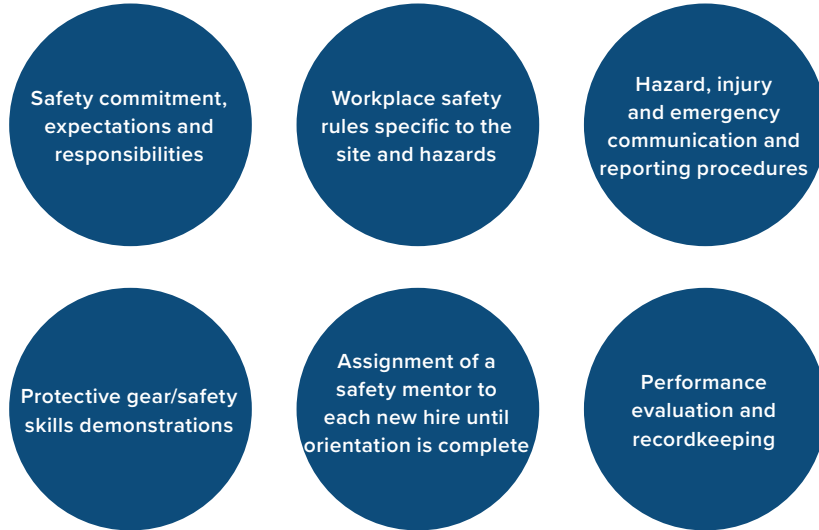 Safety commitment,
expectations and
responsibilities
Workplace safety
rules specific to the
site and hazards
Hazard, injury
and emergency
communication and
reporting procedures
Protective gear/safety
skills demonstrations
Assignment of a
safety mentor to
each new hire until
orientation is complete
Performance
evaluation and
recordkeeping